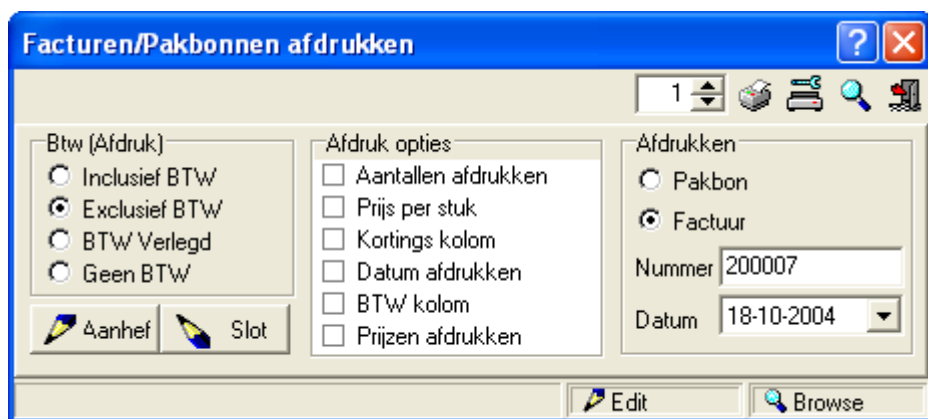 Facturen/Pakbonnen afdrukken
1
Btw (Afdruk)
Inclusief BTW
Exclusief BTW
BTW Verlegd
Geen BTW
Aanhef
Slot
Afdruk opties
Aantallen afdrukken
Prijs per stuk
Kortings kolom
Datum afdrukken
BTW kolom
Prijzen afdrukken
Afdrukken
Pakbon
Factuur
Nummer 200007
Datum 18-10-2004
Edit
Browse